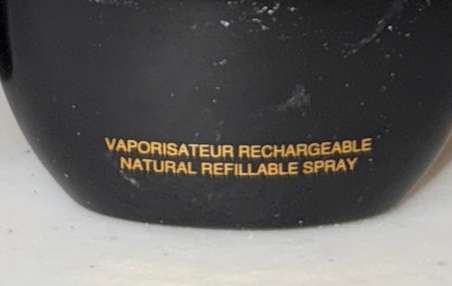 VAPORISATEUR RECHARGEABLE
NATURAL REFILLABLE SPRAY